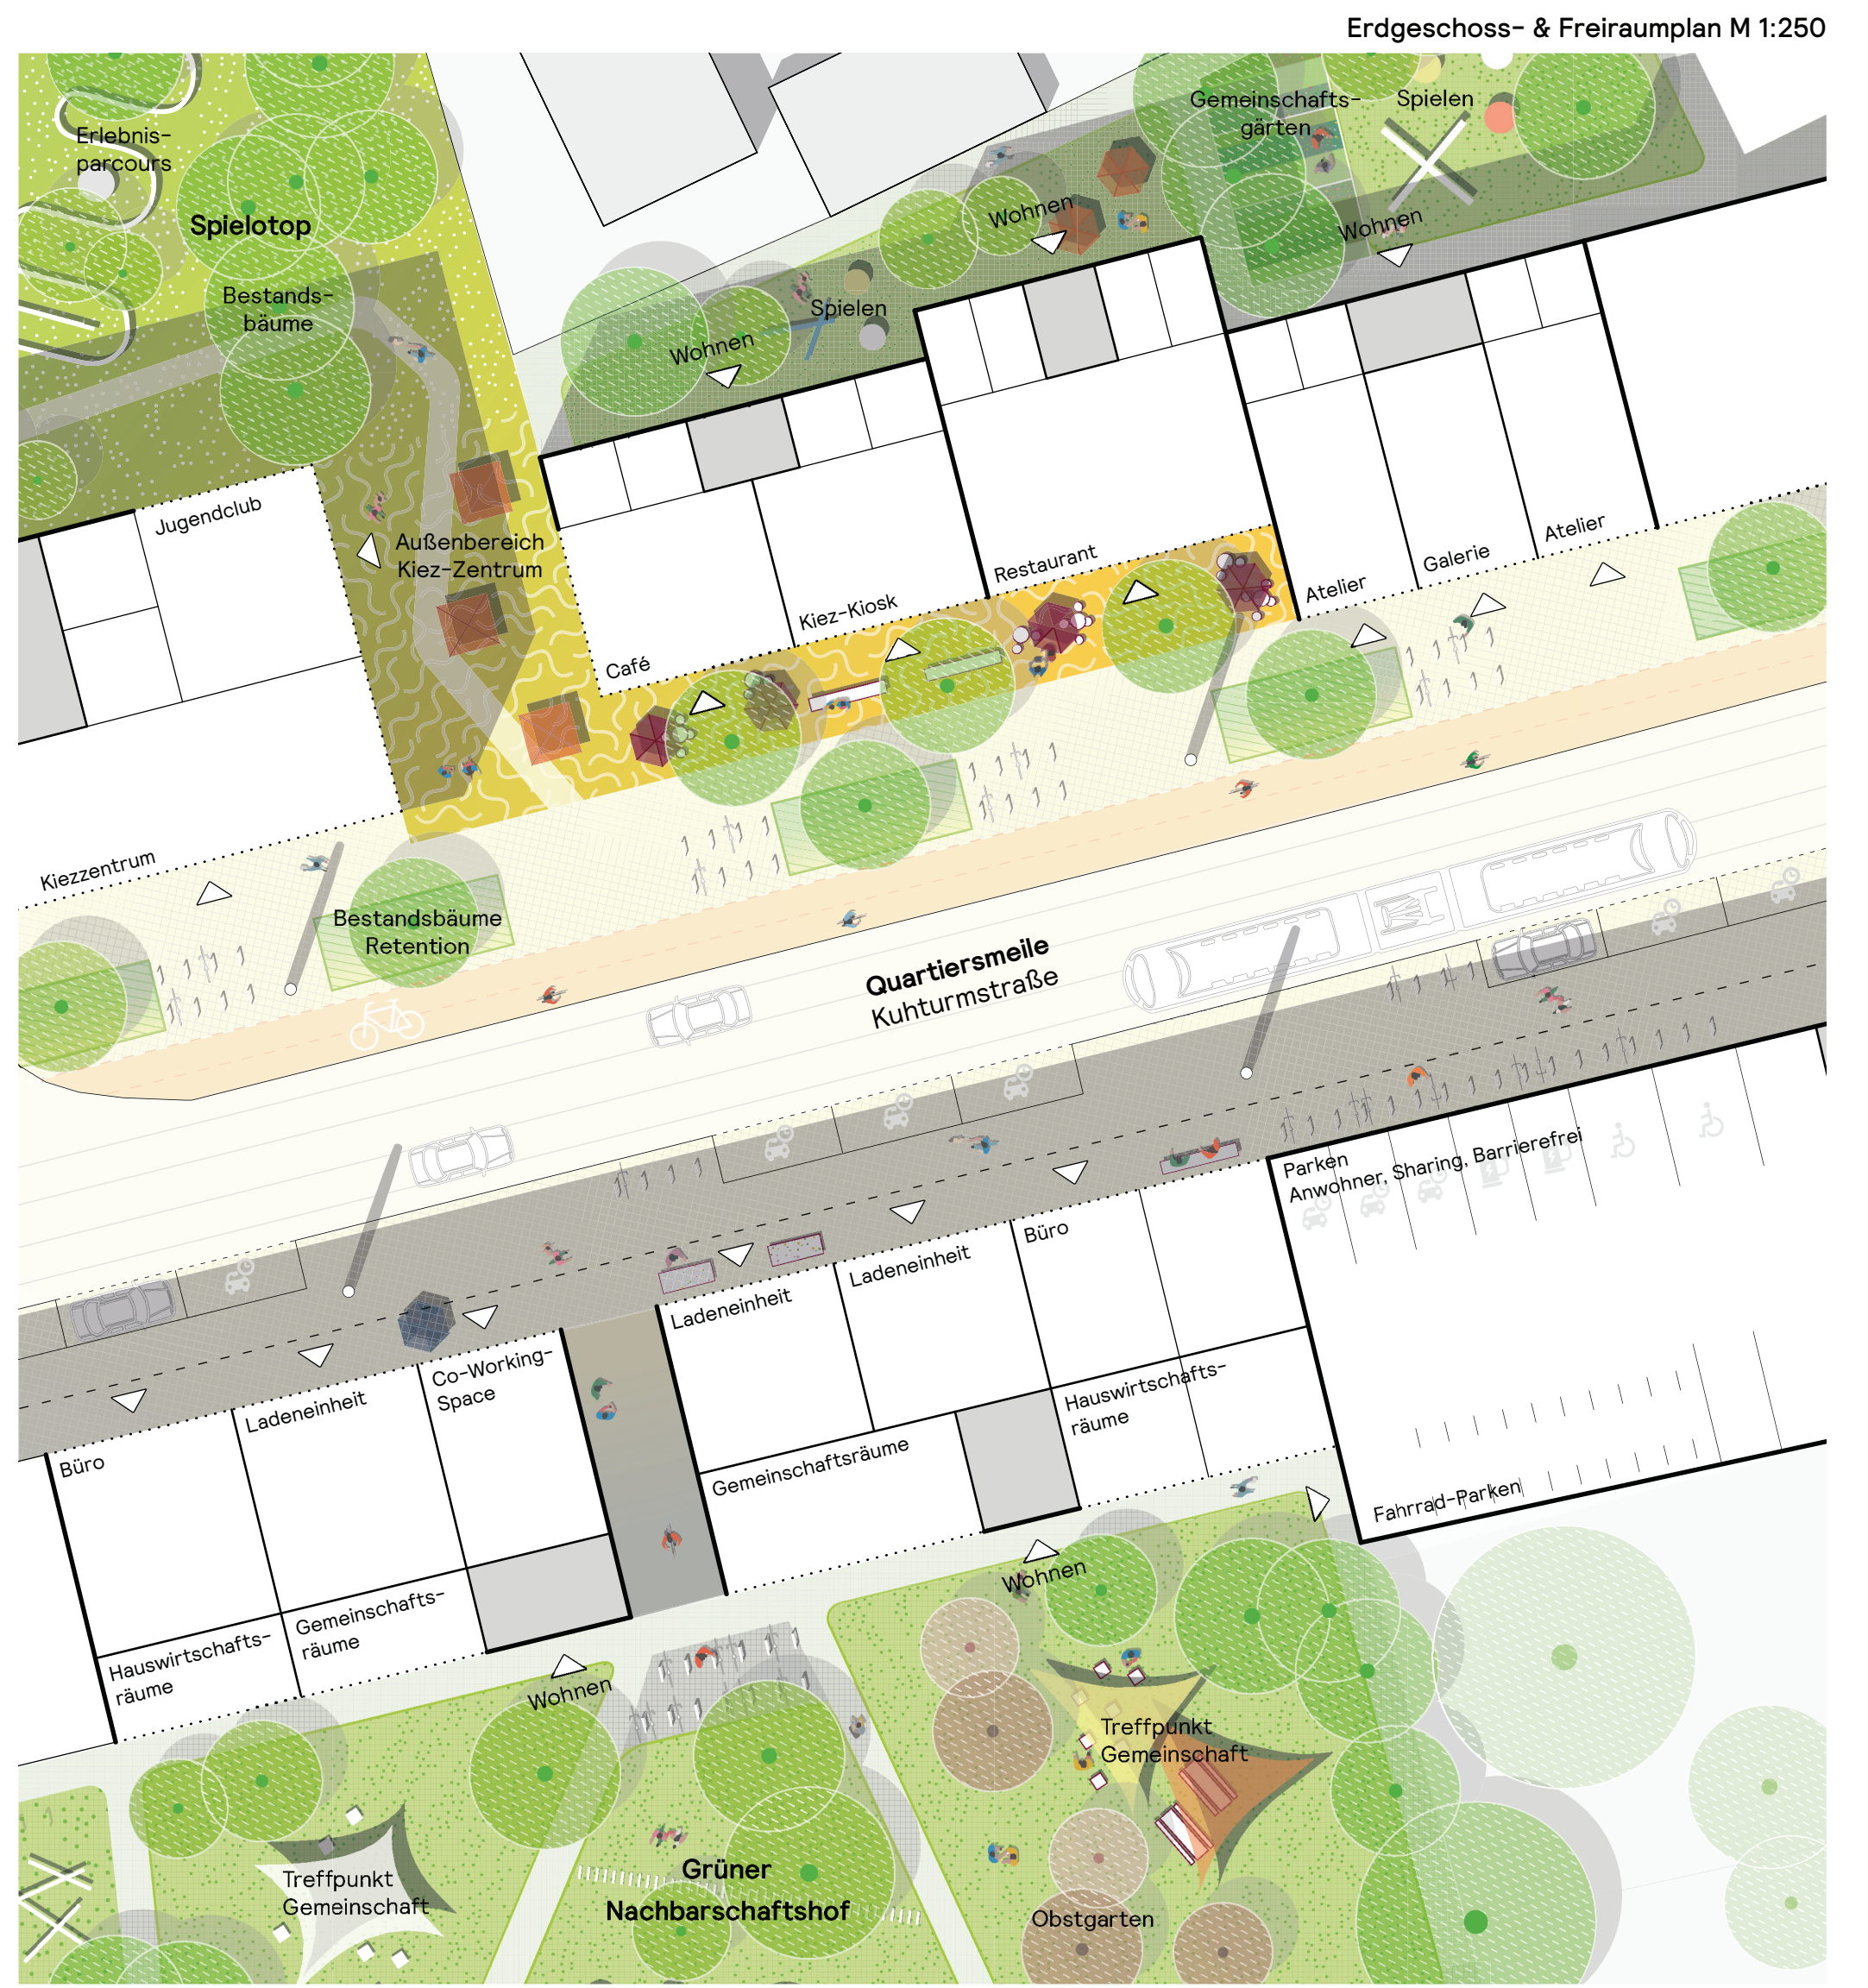 Erdgeschoss- & Freiraumplan M 1:250
Erlebnis-
parcours
Spielotop
Bestands-
bäume
Gemeinschafts-
gärten
Spielen
Wohnen
Wohnen
Spielen
Wohnen
Jugendclub
Außenbereich
Kiez-Zentrum
Café
Kiez-Kiosk
Restaurant
Atelier
Galerie
Atelier
Kiezzentrum
Bestandsbäume
Retention
Quartiersmeile
Kuhturmstraße
Parken
Anwohner, Sharing, Barrierefrei
Büro
Ladeneinheit
Ladeneinheit
Co-Working-
Space
Ladeneinheit
Büro
Hauswirtschafts-
räume
Gemeinschaftsräume
Fahrrad-Parken
Gemeinschafts-
räume
Hauswirtschafts-
räume
Wohnen
Wohnen
Treffpunkt
Gemeinschaft
Treffpunkt
Gemeinschaft
Grüner
Nachbarschaftshof
Obstgarten